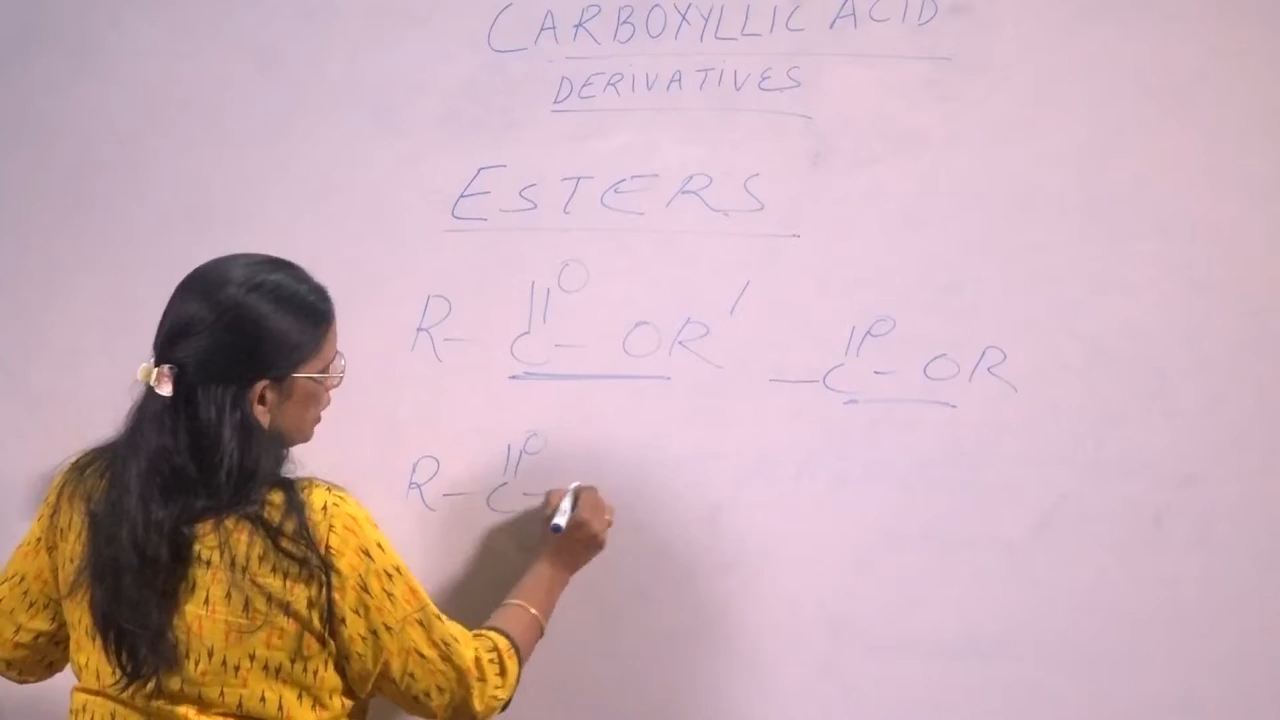 CARBOXYLLIC ACID
DERIVATIVES
ESTERS
O
R-C-OR'
O
-C-OR
O
R-C-